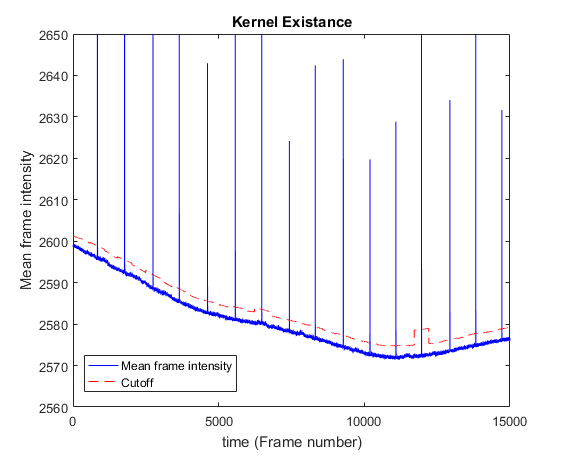 Kernel Existance
Mean frame intensity
2650
2640
2630
2620
2610
2600
2590
2580
2570
2560
Mean frame intensity
Cutoff
0
5000
10000
15000
time (Frame number)